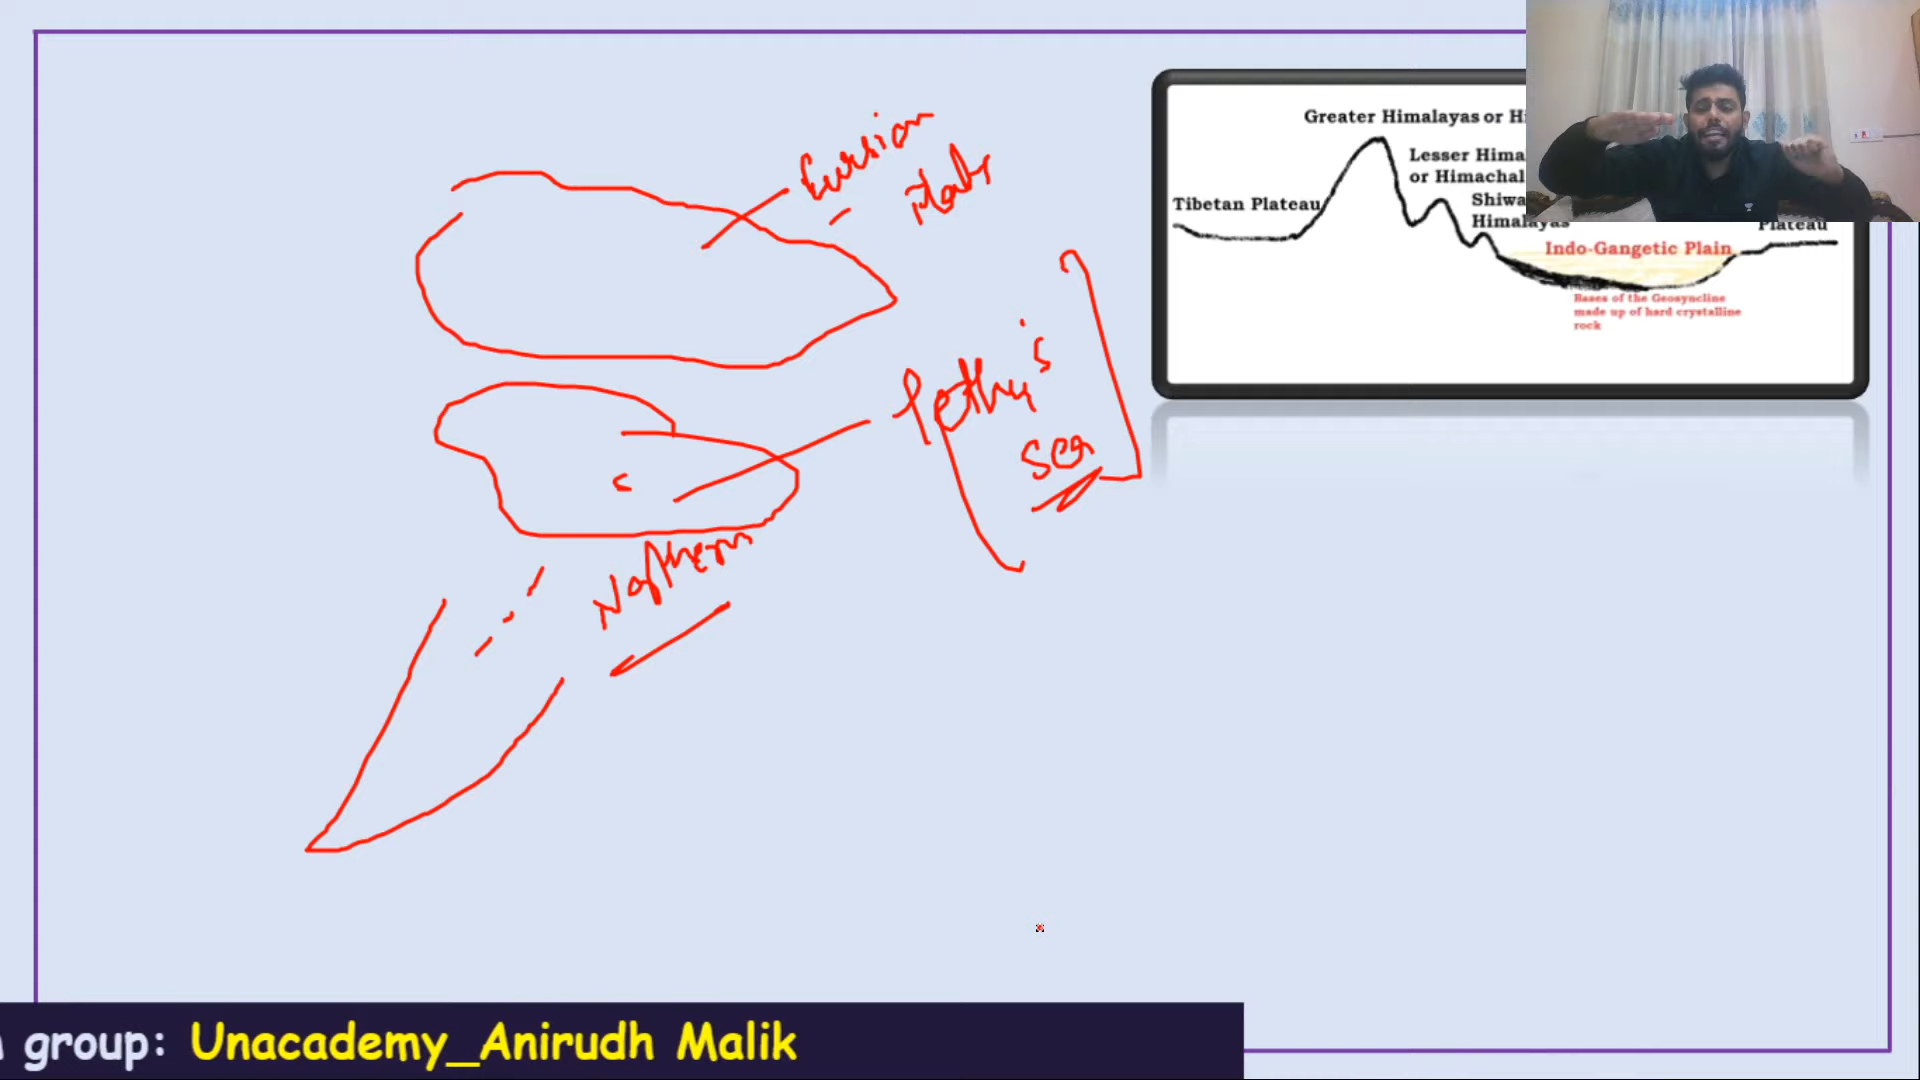 Eursion
Plate
Tethy's
sea
Northern
Greater Himalayas or Hi
Lesser Hima
or Himachal
Tibetan Plateau
Shiwa
Himalayas
Plateau
Indo-Gangetic Plain
Bases of the Geosyncline
made up of hard crystalline
rock
group: Unacademy_Anirudh Malik